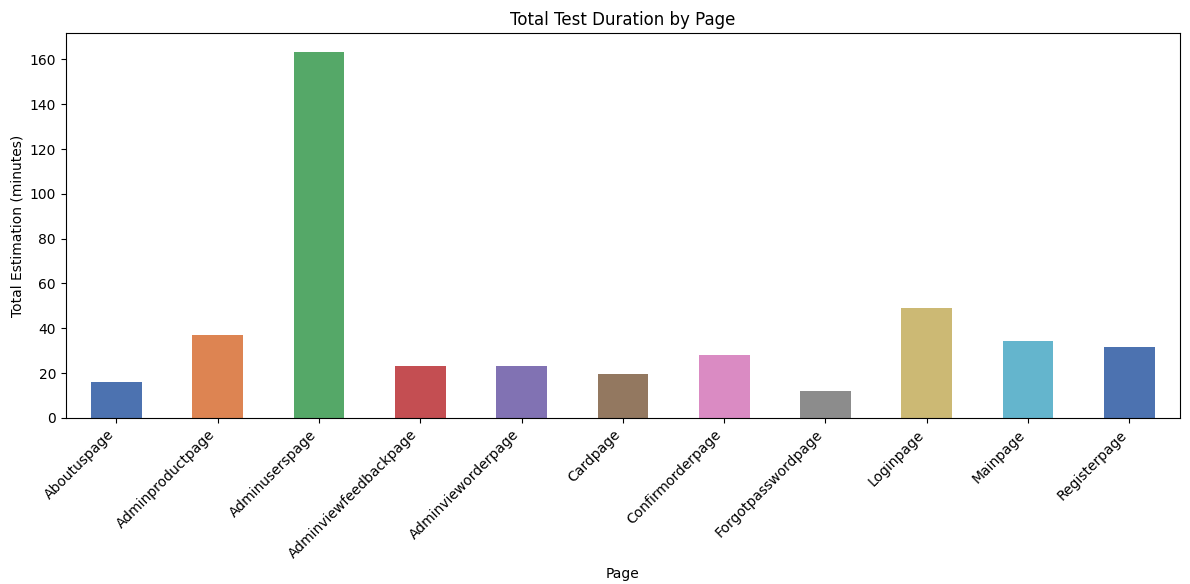 Total Test Duration by Page
Total Estimation (minutes)
160
140
120
100
80
60
40
20
0
Aboutuspage
Adminproductpage
Adminuserspage
Adminviewfeedbackpage
Adminvieworderpage
Cardpage
Confirmorderpage
Forgotpasswordpage
Loginpage
Mainpage
Registerpage
Page